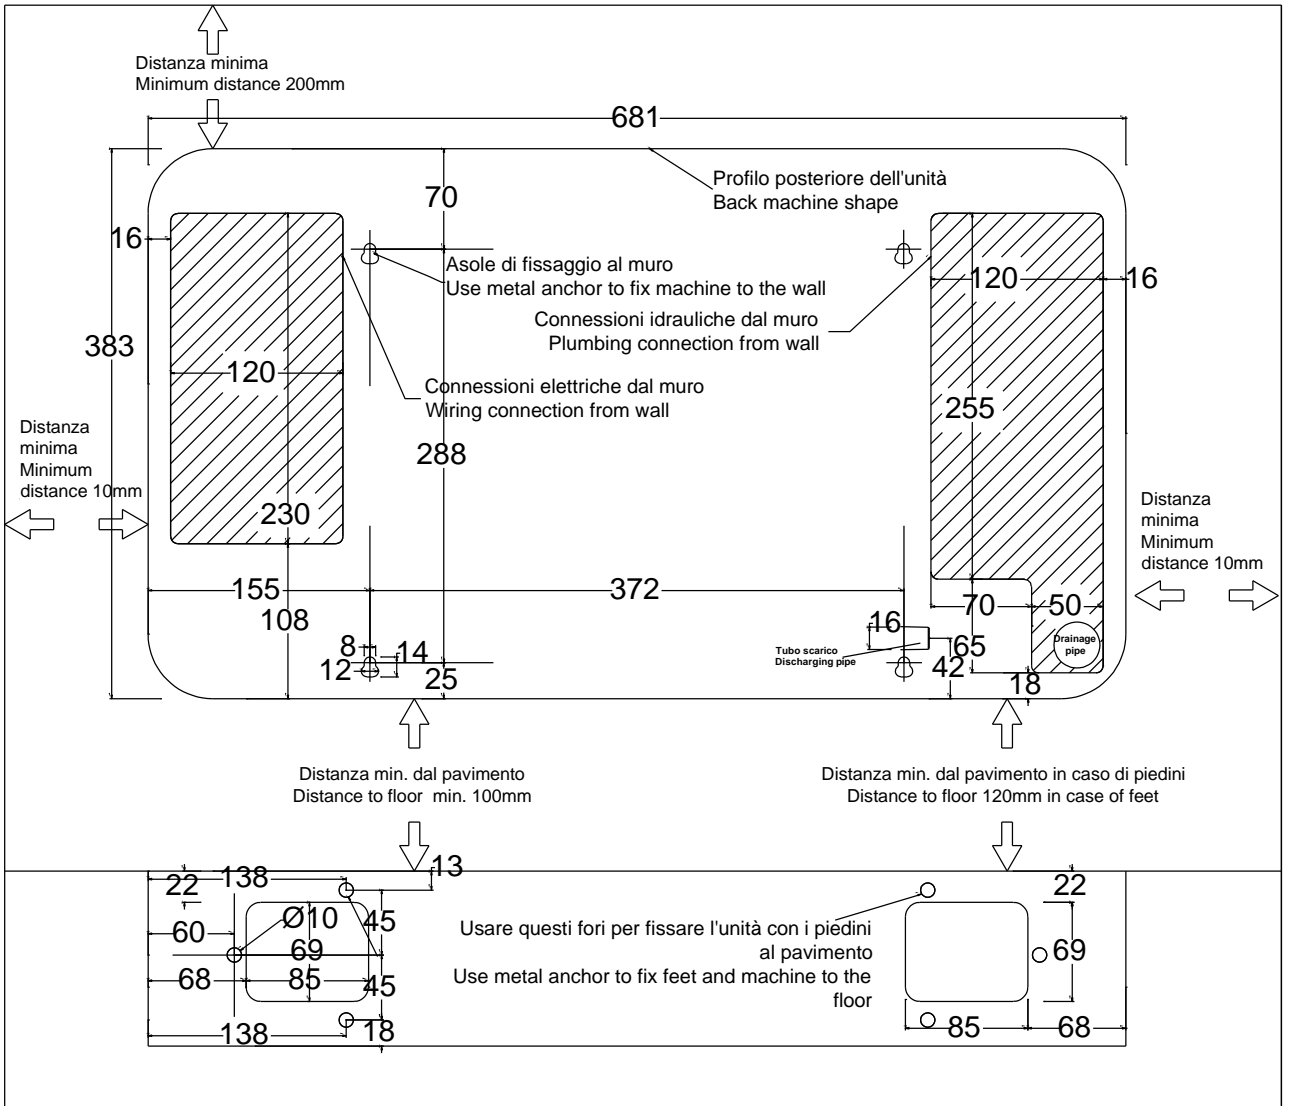 Distanza minima
Minimum distance 200mm
681
Profilo posteriore dell'unità
Back machine shape
70
16
Asole di fissaggio al muro
Use metal anchor to fix machine to the wall
120
16
Connessioni idrauliche dal muro
Plumbing connection from wall
383
120
Connessioni elettriche dal muro
Wiring connection from wall
255
Distanza
minima
Minimum
distance 10mm
288
230
Distanza
minima
Minimum
distance 10mm
155
372
108
70
50
16
65
Tubo scarico
Discharging pipe
Drainage
pipe
8
14
12
25
42
18
Distanza min. dal pavimento
Distance to floor min. 100mm
Distanza min. dal pavimento in caso di piedini
Distance to floor 120mm in case of feet
13
22
138
22
60
Ø10
45
69
Usare questi fori per fissare l'unità con i piedini
al pavimento
Use metal anchor to fix feet and machine to the
floor
69
68
85
45
138
18
85
68